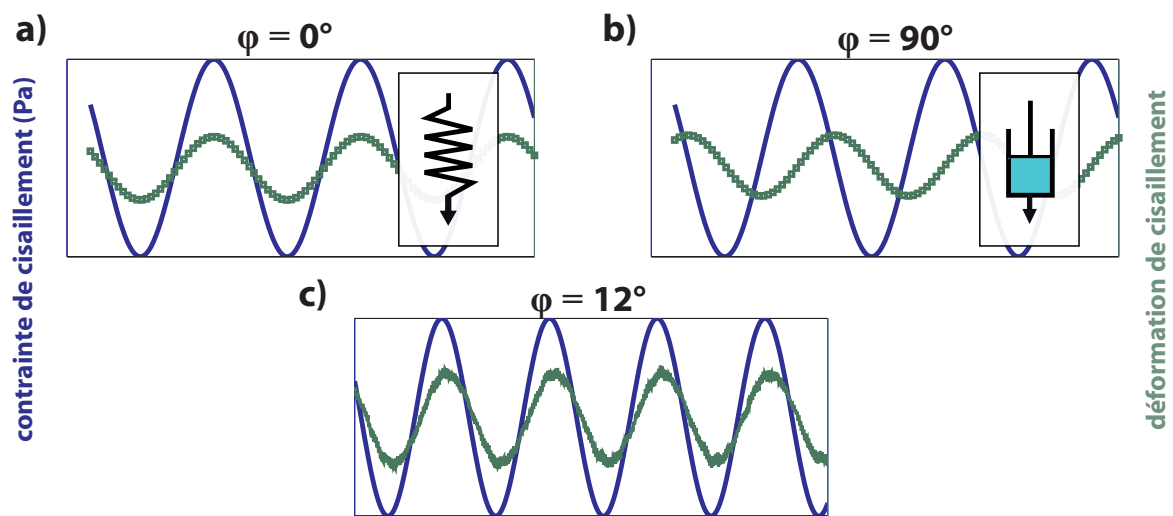 a)
φ = 0°
b)
φ = 90°
contrainte de cisaillement (Pa)
déformation de cisaillement
c)
φ = 12°